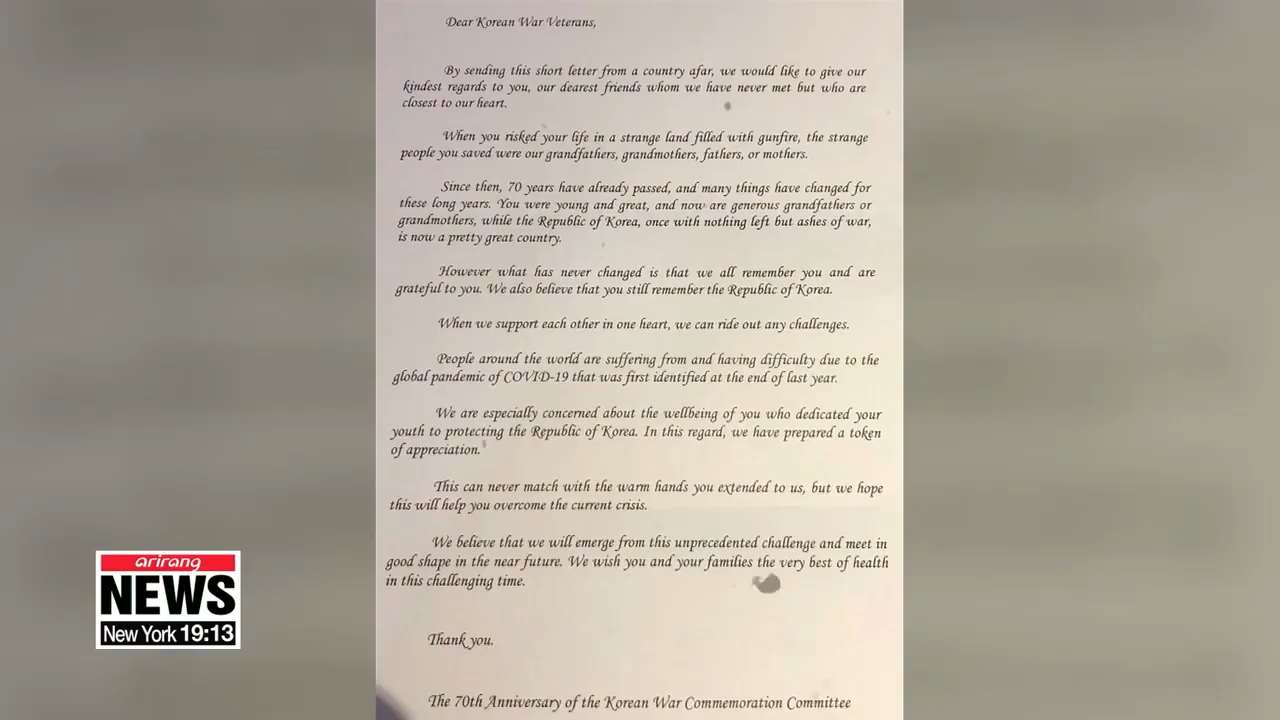 Dear Korean War Veterans,
By sending this short letter from a country afar, we would like to give our
kindest regards to you, our dearest friends whom we have never met but who are
closest to our heart.
When you risked your life in a strange land filled with gunfire, the strange
people you saved were our grandfathers, grandmothers, fathers, or mothers.
Since then, 70 years have already passed, and many things have changed for
these long years. You were young and great, and now are generous grandfathers or
grandmothers, while the Republic of Korea, once with nothing left but ashes of war,
is now a pretty great country.
However what has never changed is that we all remember you and are
grateful to you. We also believe that you still remember the Republic of Korea.
When we support each other in one heart, we can ride out any challenges.
People around the world are suffering from and having difficulty due to the
global pandemic of COVID-19 that was first identified at the end of last year.
We are especially concerned about the wellbeing of you who dedicated your
youth to protecting the Republic of Korea. In this regard, we have prepared a token
of appreciation.
This can never match with the warm hands you extended to us, but we hope
this will help you overcome the current crisis.
We believe that we will emerge from this unprecedented challenge and meet in
good shape in the near future. We wish you and your families the very best of health
in this challenging time.
Thank you.
The 70th Anniversary of the Korean War Commemoration Committee
arirang
NEWS
New York 19:13